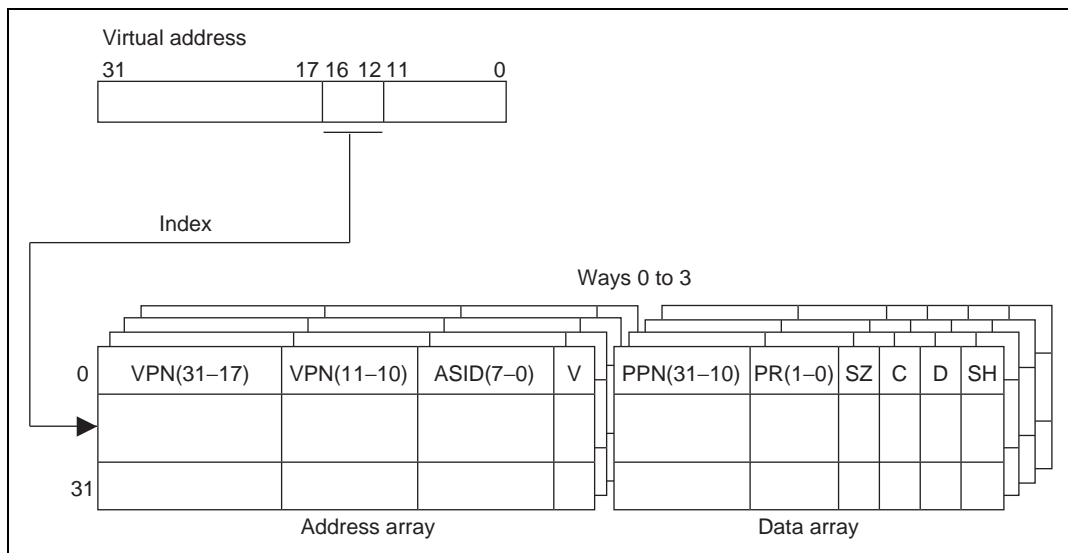 Virtual address
31 17 16 12 11 0
Index
Ways 0 to 3
0 VPN(31–17) VPN(11–10) ASID(7–0) V PPN(31–10) PR(1–0) SZ C D SH
31
Address array Data array